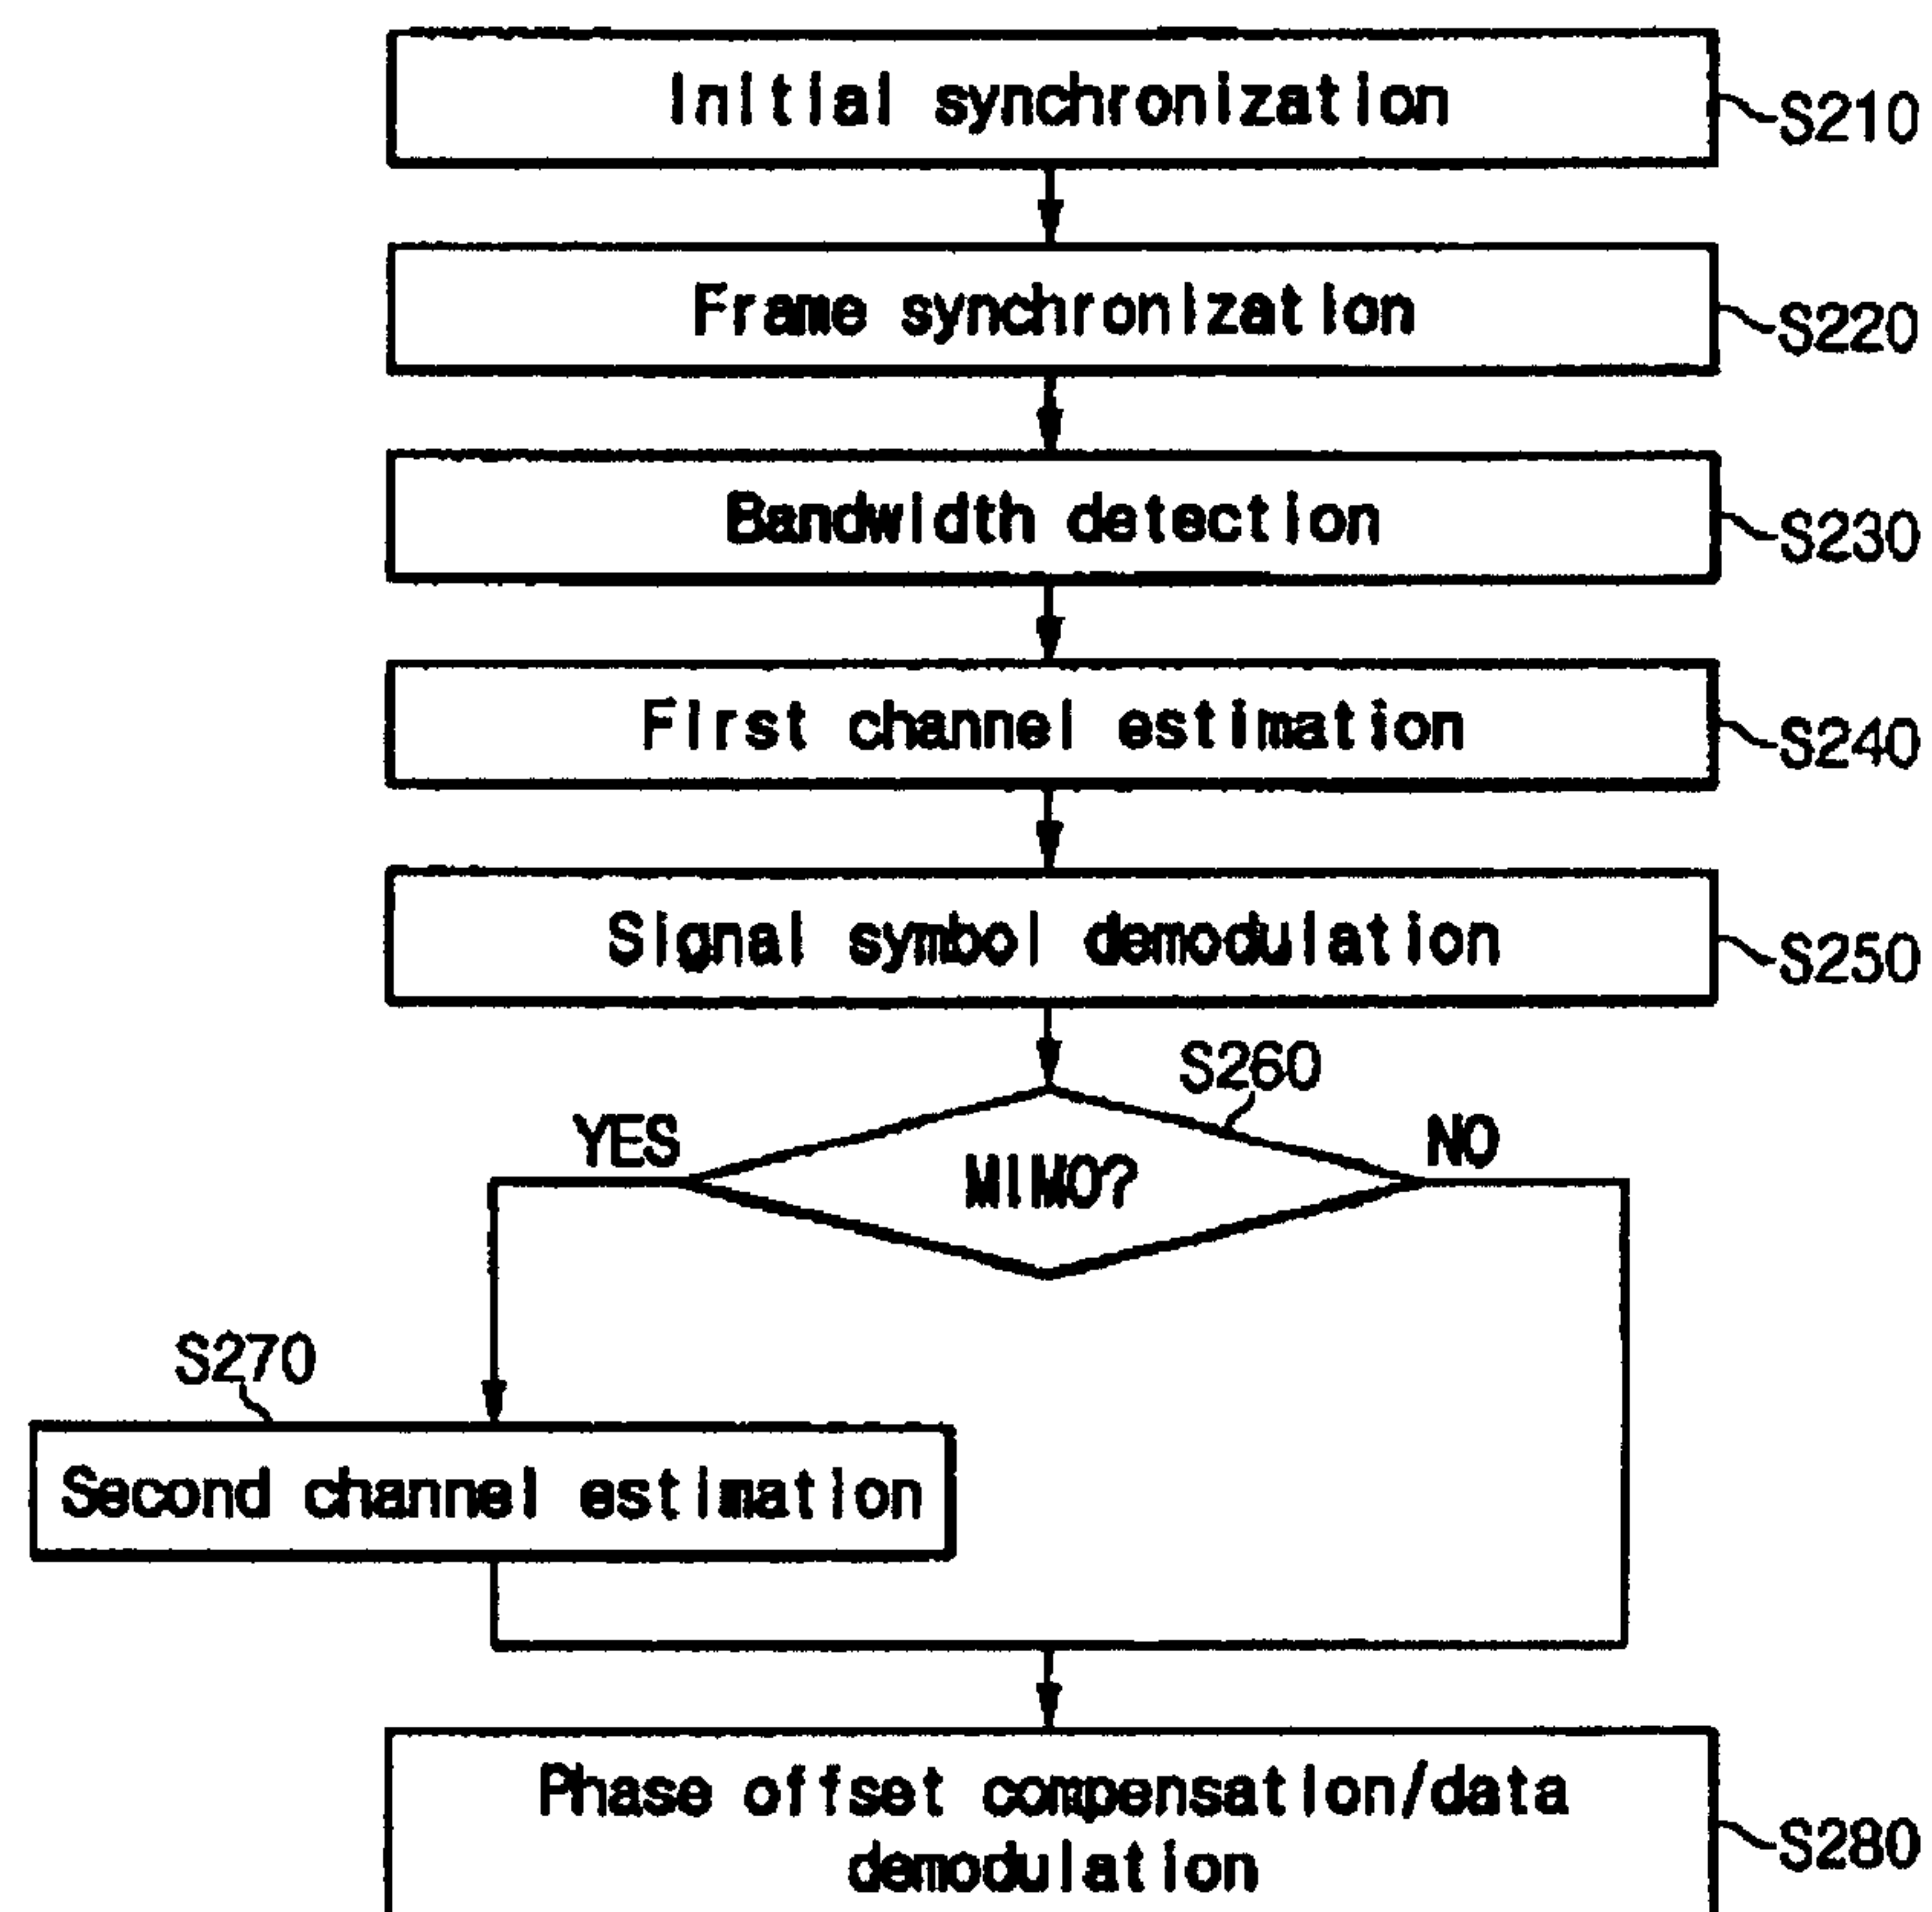 Initial synchronization
S210
Frame synchronization
S220
Bandwidth detection
S230
First channel estimation
S240
Signal symbol demodulation
S250
S260
YES
MIMO?
NO
S270
Second channel estimation
Phase offset compensation/data
demodulation
S280